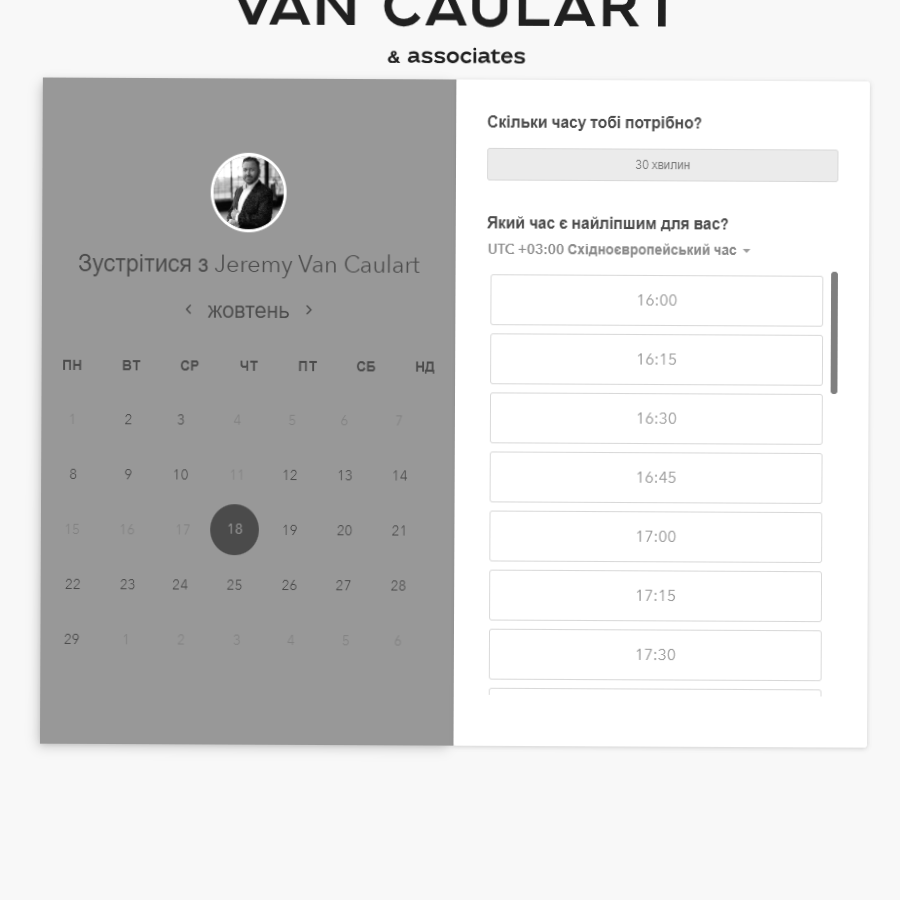 VAN CAULART
& associates
Зустрітися з Jeremy Van Caulart
‹ жовтень ›
ПН ВТ СР ЧТ ПТ СБ НД
1 2 3 4 5 6 7
8 9 10 11 12 13 14
15 16 17 18 19 20 21
22 23 24 25 26 27 28
29 1 2 3 4 5 6
Скільки часу тобі потрібно?
30 хвилин
Який час є найліпшим для вас?
UTC +03:00 Східноєвропейський час
16:00
16:15
16:30
16:45
17:00
17:15
17:30